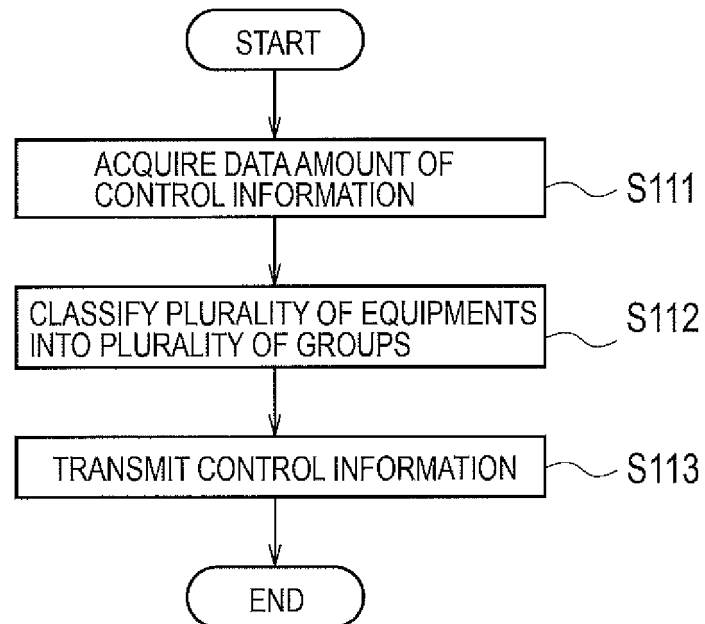 START
ACQUIRE DATA AMOUNT OF
CONTROL INFORMATION
S111
CLASSIFY PLURALITY OF EQUIPMENTS
INTO PLURALITY OF GROUPS
S112
TRANSMIT CONTROL INFORMATION
S113
END